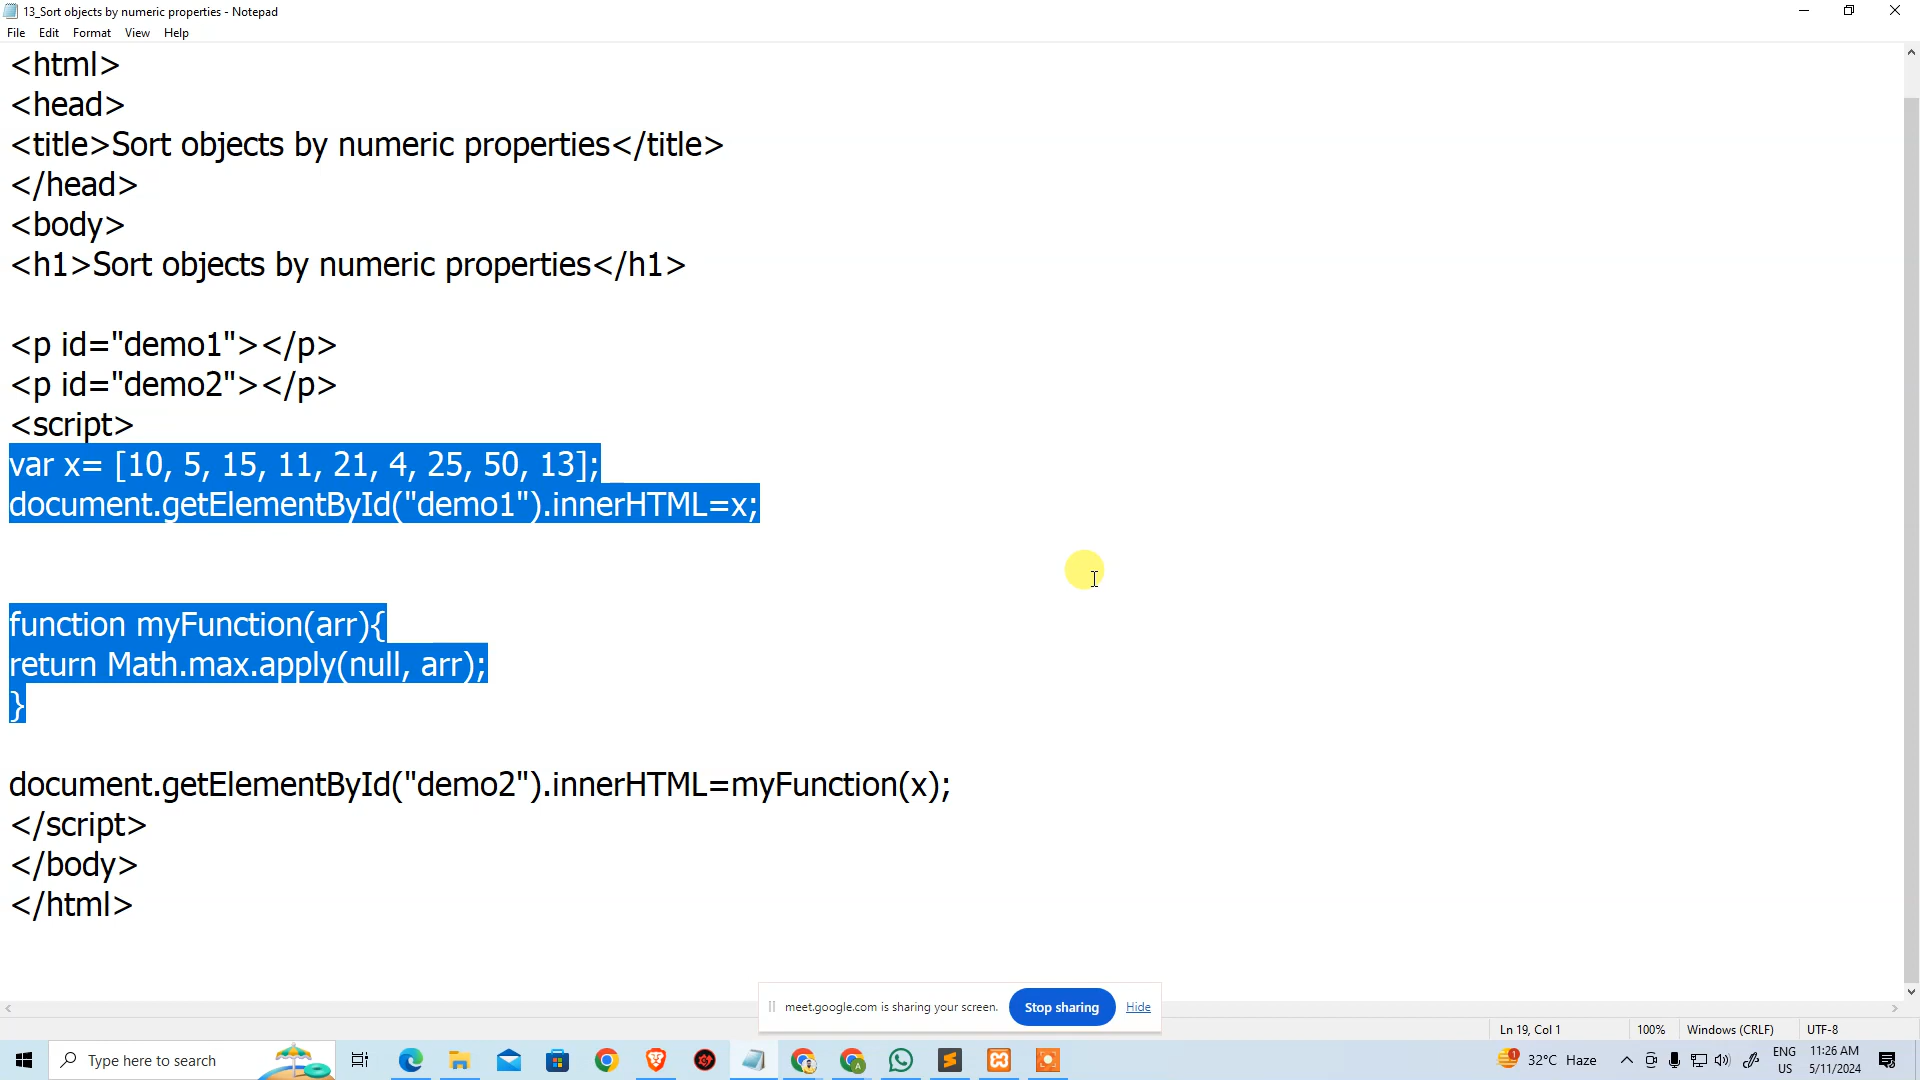 13_Sort objects by numeric properties - Notepad
File Edit Format View Help
<html>
<head>
<title>Sort objects by numeric properties</title>
</head>
<body>
<h1>Sort objects by numeric properties</h1>
<p id="demo1"></p>
<p id="demo2"></p>
<script>
var x= [10, 5, 15, 11, 21, 4, 25, 50, 13];
document.getElementById("demo1").innerHTML=x;
function myFunction(arr){
return Math.max.apply(null, arr);
}
document.getElementById("demo2").innerHTML=myFunction(x);
</script>
</body>
</html>
meet.google.com is sharing your screen. Stop sharing Hide
Ln 19, Col 1 100% Windows (CRLF) UTF-8
Type here to search 1 A 32°C Haze ENG 11:26 AM
US 5/11/2024